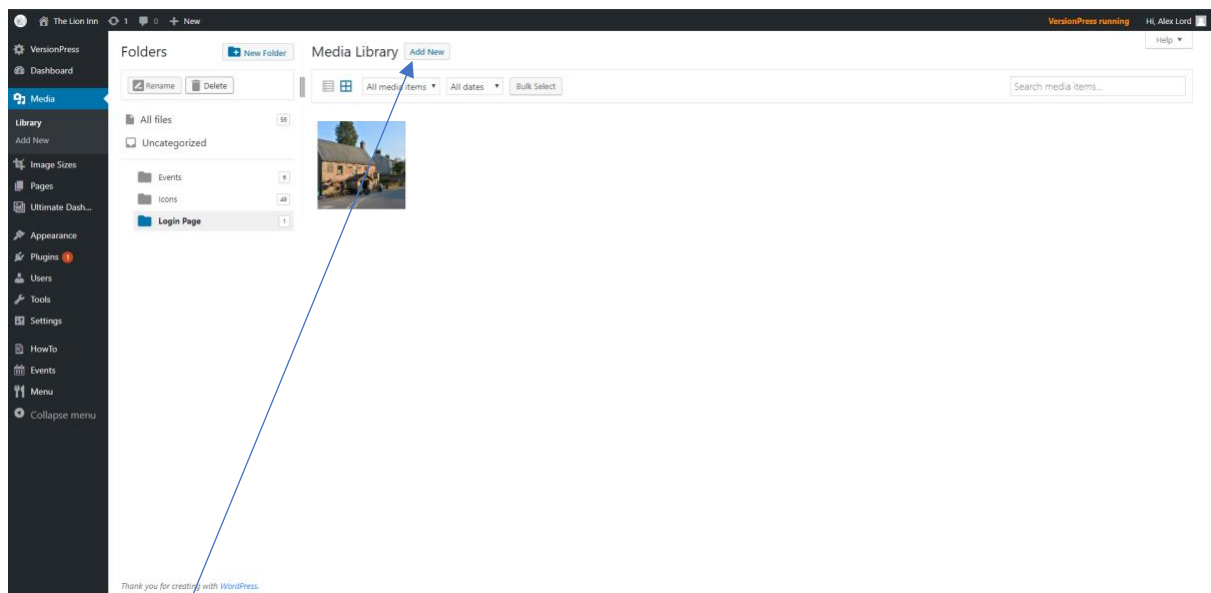 The Lion Inn 1 0 + New VersionPress running Hi, Alex Lord
Help ▼
VersionPress
Dashboard
Media
Library
Add New
Image Sizes
Pages
Ultimate Dash...
Appearance
Plugins 1
Users
Tools
Settings
HowTo
Events
Menu
Collapse menu
Folders New Folder
Rename Delete
All files 56
Uncategorized
Events 6
Icons 49
Login Page 1
Media Library Add New
All media items ▼ All dates ▼ Bulk Select Search media items...
Thank you for creating with WordPress.